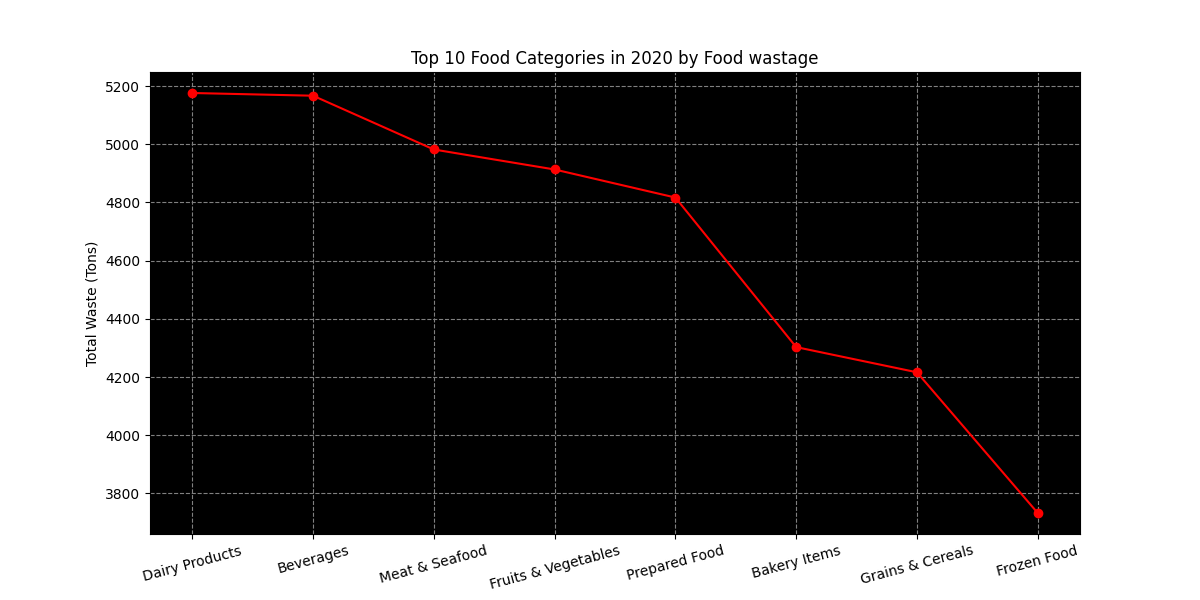 Top 10 Food Categories in 2020 by Food wastage
Total Waste (Tons)
5200
5000
4800
4600
4400
4200
4000
3800
Dairy Products
Beverages
Meat & Seafood
Fruits & Vegetables
Prepared Food
Bakery Items
Grains & Cereals
Frozen Food